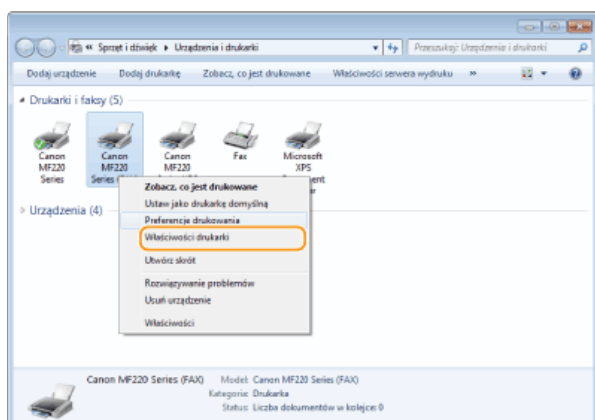 « Sprzęt i dźwięk ▸ Urządzenia i drukarki
Przeszukaj: Urządzenia i drukarki
Dodaj urządzenie Dodaj drukarkę Zobacz, co jest drukowane Właściwości serwera wydruku »
Drukarki i faksy (5)
Canon MF220 Series
Canon MF220 Series
Canon MF220
Fax
Microsoft XPS
Urządzenia (4)
Zobacz, co jest drukowane
Ustaw jako drukarkę domyślną
Preferencje drukowania
Właściwości drukarki
Utwórz skrót
Rozwiązywanie problemów
Usuń urządzenie
Właściwości
Canon MF220 Series (FAX) Model: Canon MF220 Series (FAX)
Kategoria: Drukarka
Status: Liczba dokumentów w kolejce: 0